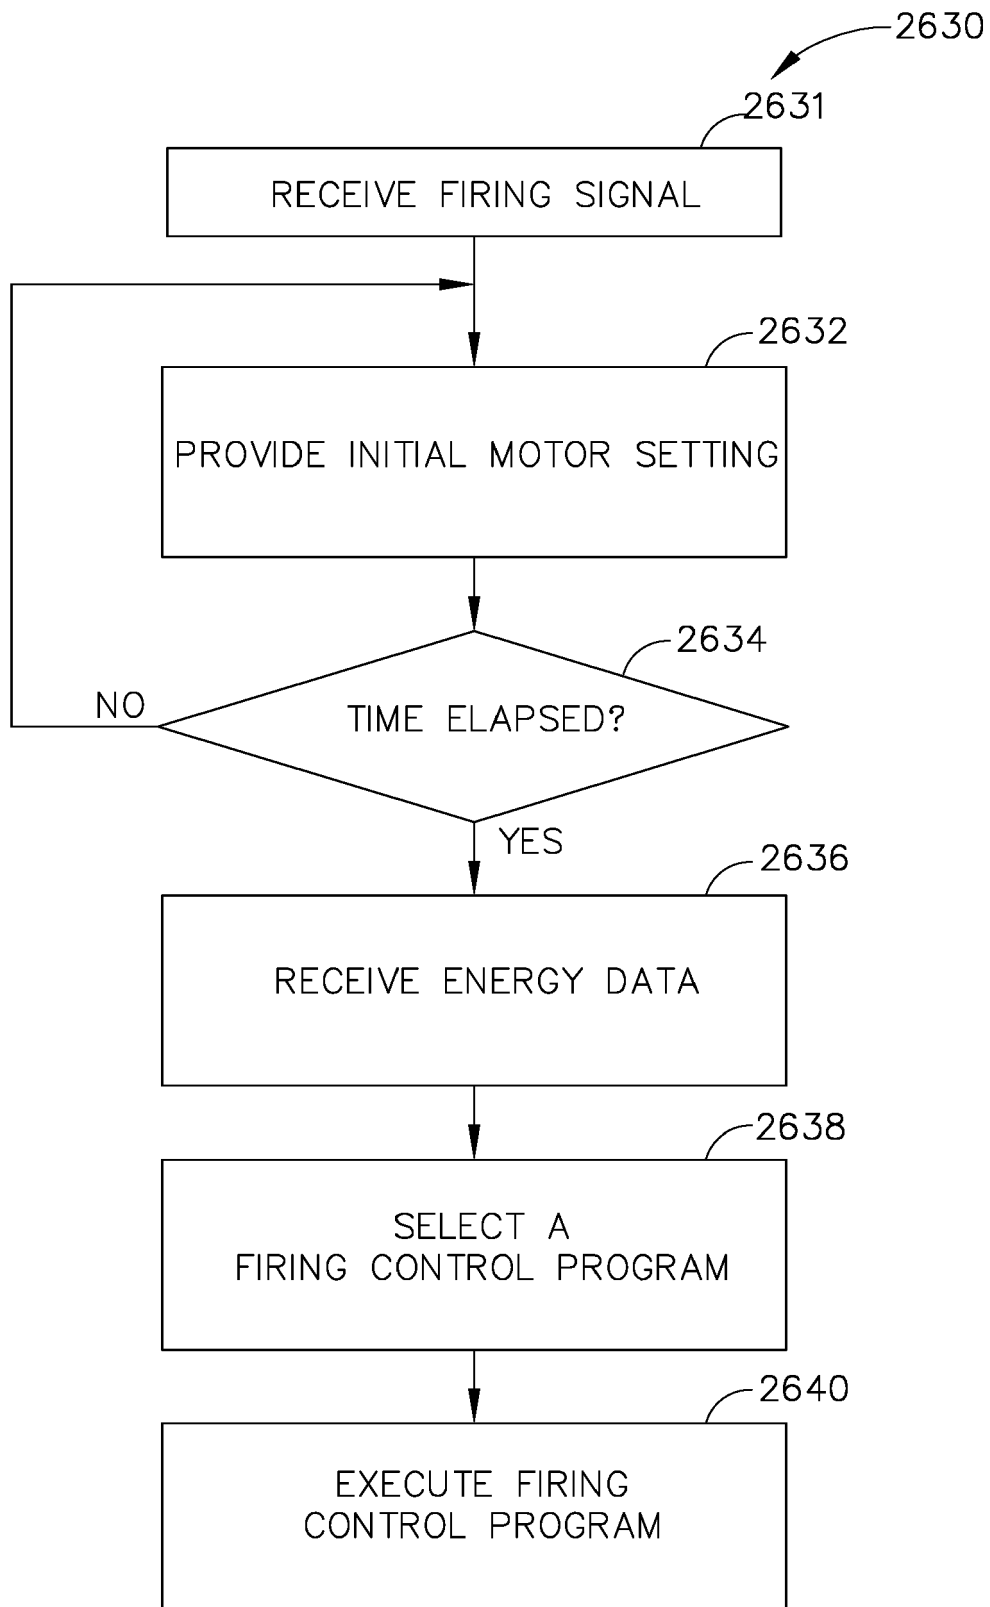 2630
2631
RECEIVE FIRING SIGNAL
2632
PROVIDE INITIAL MOTOR SETTING
2634
NO
TIME ELAPSED?
YES
2636
RECEIVE ENERGY DATA
2638
SELECT A
FIRING CONTROL PROGRAM
2640
EXECUTE FIRING
CONTROL PROGRAM